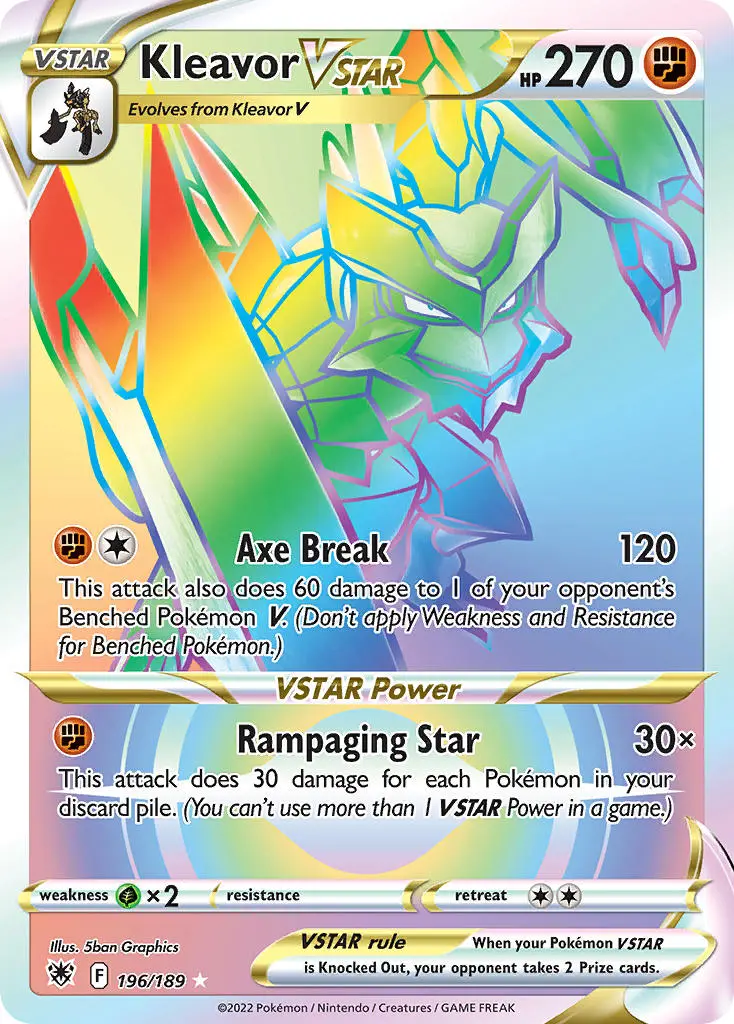 VSTAR
Kleavor VSTAR
HP 270
Evolves from Kleavor V
Axe Break 120
This attack also does 60 damage to 1 of your opponent's
Benched Pokémon V. (Don't apply Weakness and Resistance
for Benched Pokémon.)
VSTAR Power
Rampaging Star 30×
This attack does 30 damage for each Pokémon in your
discard pile. (You can't use more than 1 VSTAR Power in a game.)
weakness ×2 resistance retreat
Illus. 5ban Graphics
F 196/189
VSTAR rule When your Pokémon VSTAR
is Knocked Out, your opponent takes 2 Prize cards.
©2022 Pokémon / Nintendo / Creatures / GAME FREAK